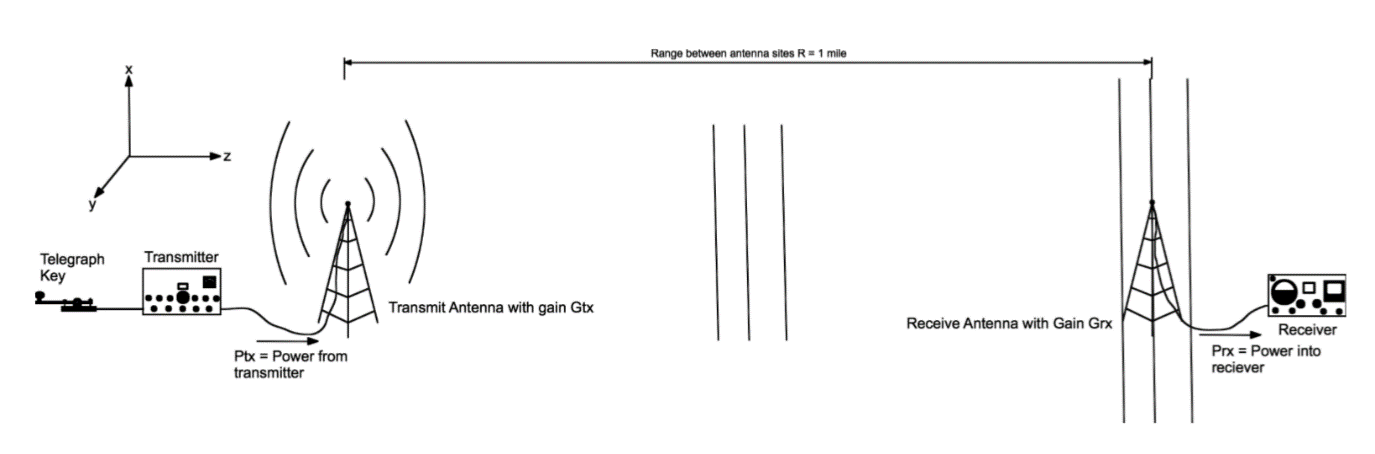 Range between antenna sites R = 1 mile
x
z
y
Telegraph
Key
Transmitter
Transmit Antenna with gain Gtx
Ptx = Power from
transmitter
Receive Antenna with Gain Grx
Receiver
Prx = Power into
reciever